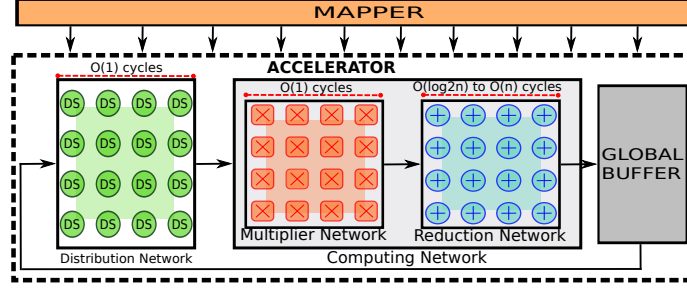 MAPPER
ACCELERATOR
O(1) cycles
O(1) cycles
O(log2n) to O(n) cycles
DS DS DS DS
DS DS DS DS
DS DS DS DS
DS DS DS DS
GLOBAL
BUFFER
Multiplier Network
Reduction Network
Distribution Network
Computing Network